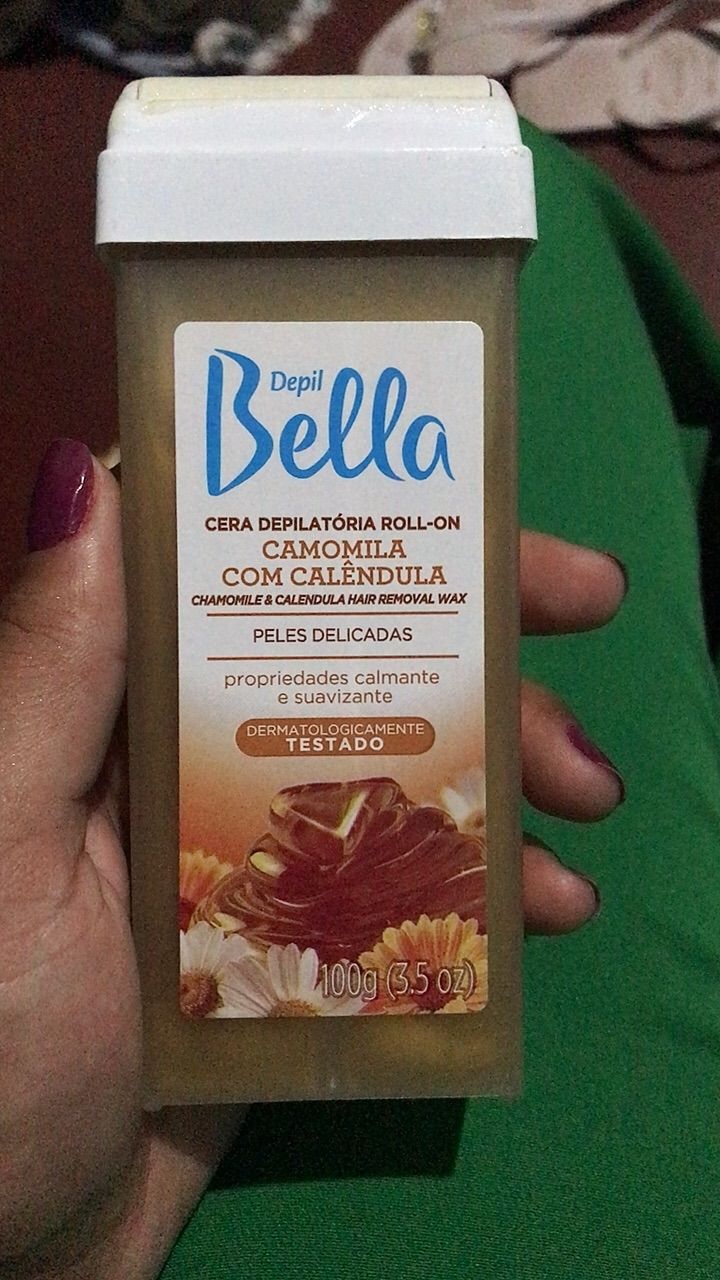 Depil
Bella
CERA DEPILATÓRIA ROLL-ON
CAMOMILA
COM CALÊNDULA
CHAMOMILE & CALENDULA HAIR REMOVAL WAX
PELES DELICADAS
propriedades calmante
e suavizante
DERMATOLOGICAMENTE
TESTADO
100g (3.5 oz)